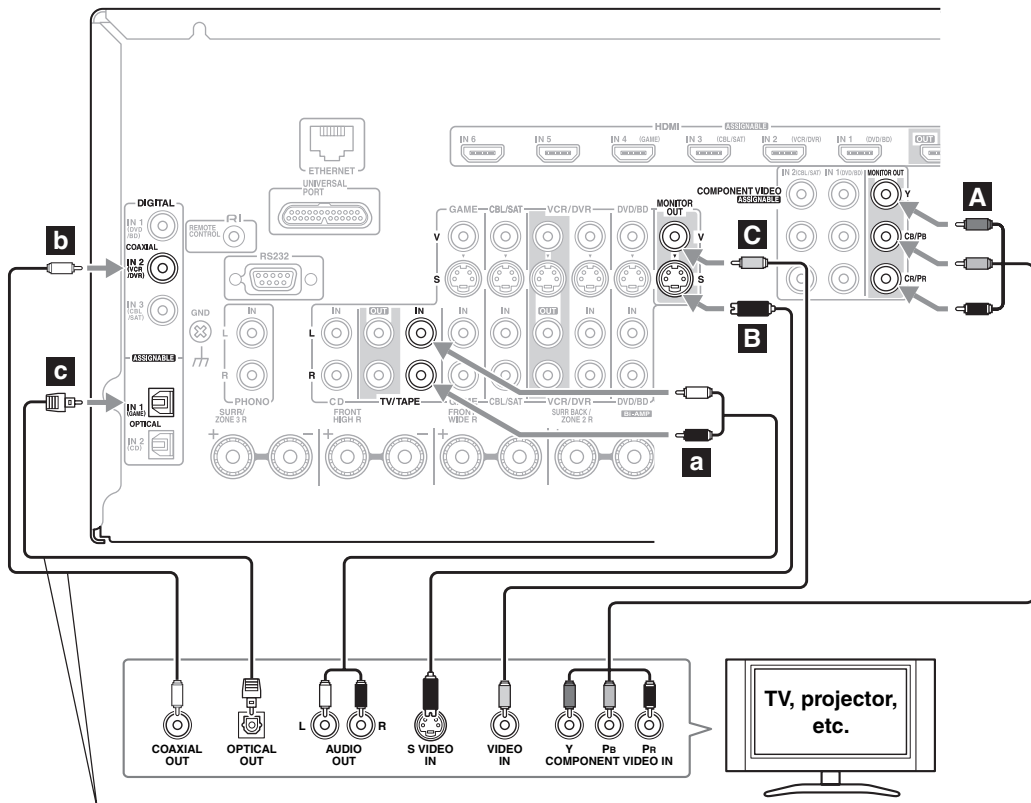 HDMI ASSIGNABLE
IN 6 IN 5 IN 4 (GAME) IN 3 (CBL/SAT) IN 2 (VCR/DVR) IN 1 (DVD/BD) OUT
ETHERNET
UNIVERSAL
PORT
COMPONENT VIDEO
ASSIGNABLE
IN 2 (CBL/SAT) IN 1 (DVD/BD) MONITOR OUT
Y
CB/PB
CR/PR
A
DIGITAL
IN 1
(DVD
/BD)
COAXIAL
IN 2
(VCR
/DVR)
IN 3
(CBL
/SAT)
ASSIGNABLE
IN 1
(GAME)
OPTICAL
IN 2
(CD)
b
c
RI
REMOTE
CONTROL
RS232
GND
GAME CBL/SAT VCR/DVR DVD/BD MONITOR
OUT
V V
S S
C
B
IN IN OUT IN IN IN OUT IN IN
L L
R R
PHONO CD TV/TAPE GAME CBL/SAT VCR/DVR DVD/BD
SURR/
ZONE 3 R
FRONT
HIGH R
FRONT
WIDE R
SURR BACK /
ZONE 2 R
BI-AMP
+ − + − + − + −
a
COAXIAL
OUT
OPTICAL
OUT
L R
AUDIO
OUT
S VIDEO
IN
VIDEO
IN
Y PB PR
COMPONENT VIDEO IN
TV, projector,
etc.